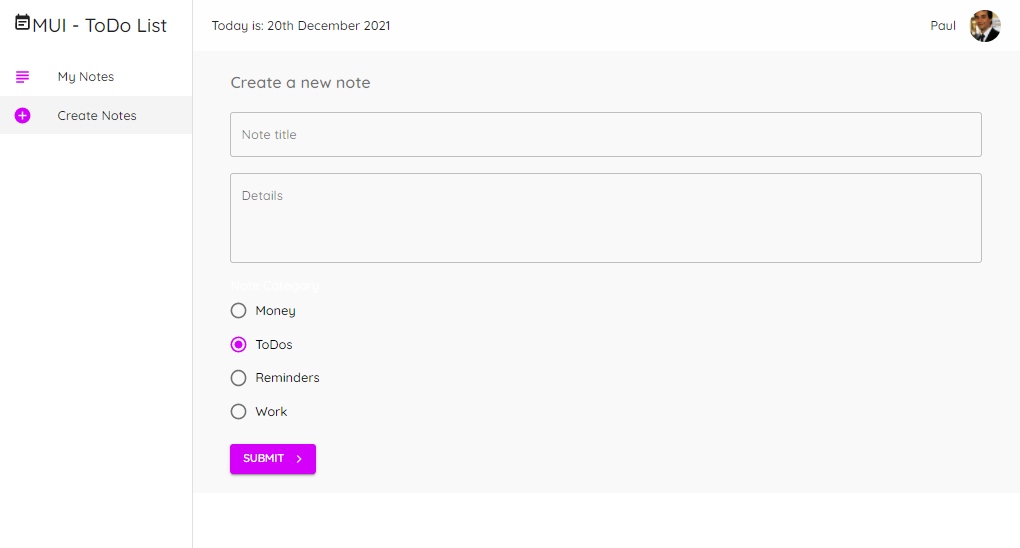 MUI - ToDo List
Today is: 20th December 2021
Paul
My Notes
Create Notes
Create a new note
Note title
Details
Note Category
Money
ToDos
Reminders
Work
SUBMIT